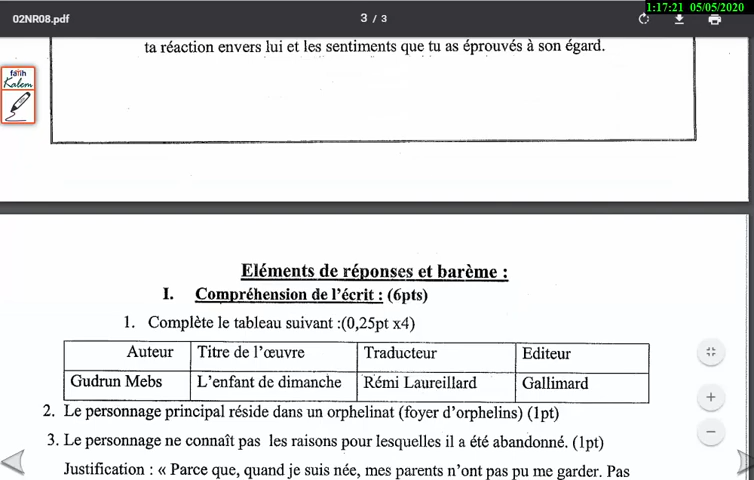 1:17:21 05/05/2020
02NR08.pdf
3 / 3
ta réaction envers lui et les sentiments que tu as éprouvés à son égard.
fatih
Kalem
Eléments de réponses et barème :
I. Compréhension de l'écrit : (6pts)
1. Complète le tableau suivant :(0,25pt x4)
Auteur Titre de l'œuvre Traducteur Editeur
Gudrun Mebs L'enfant de dimanche Rémi Laureillard Gallimard
2. Le personnage principal réside dans un orphelinat (foyer d'orphelins) (1pt)
3. Le personnage ne connaît pas les raisons pour lesquelles il a été abandonné. (1pt)
Justification : « Parce que, quand je suis née, mes parents n'ont pas pu me garder. Pas